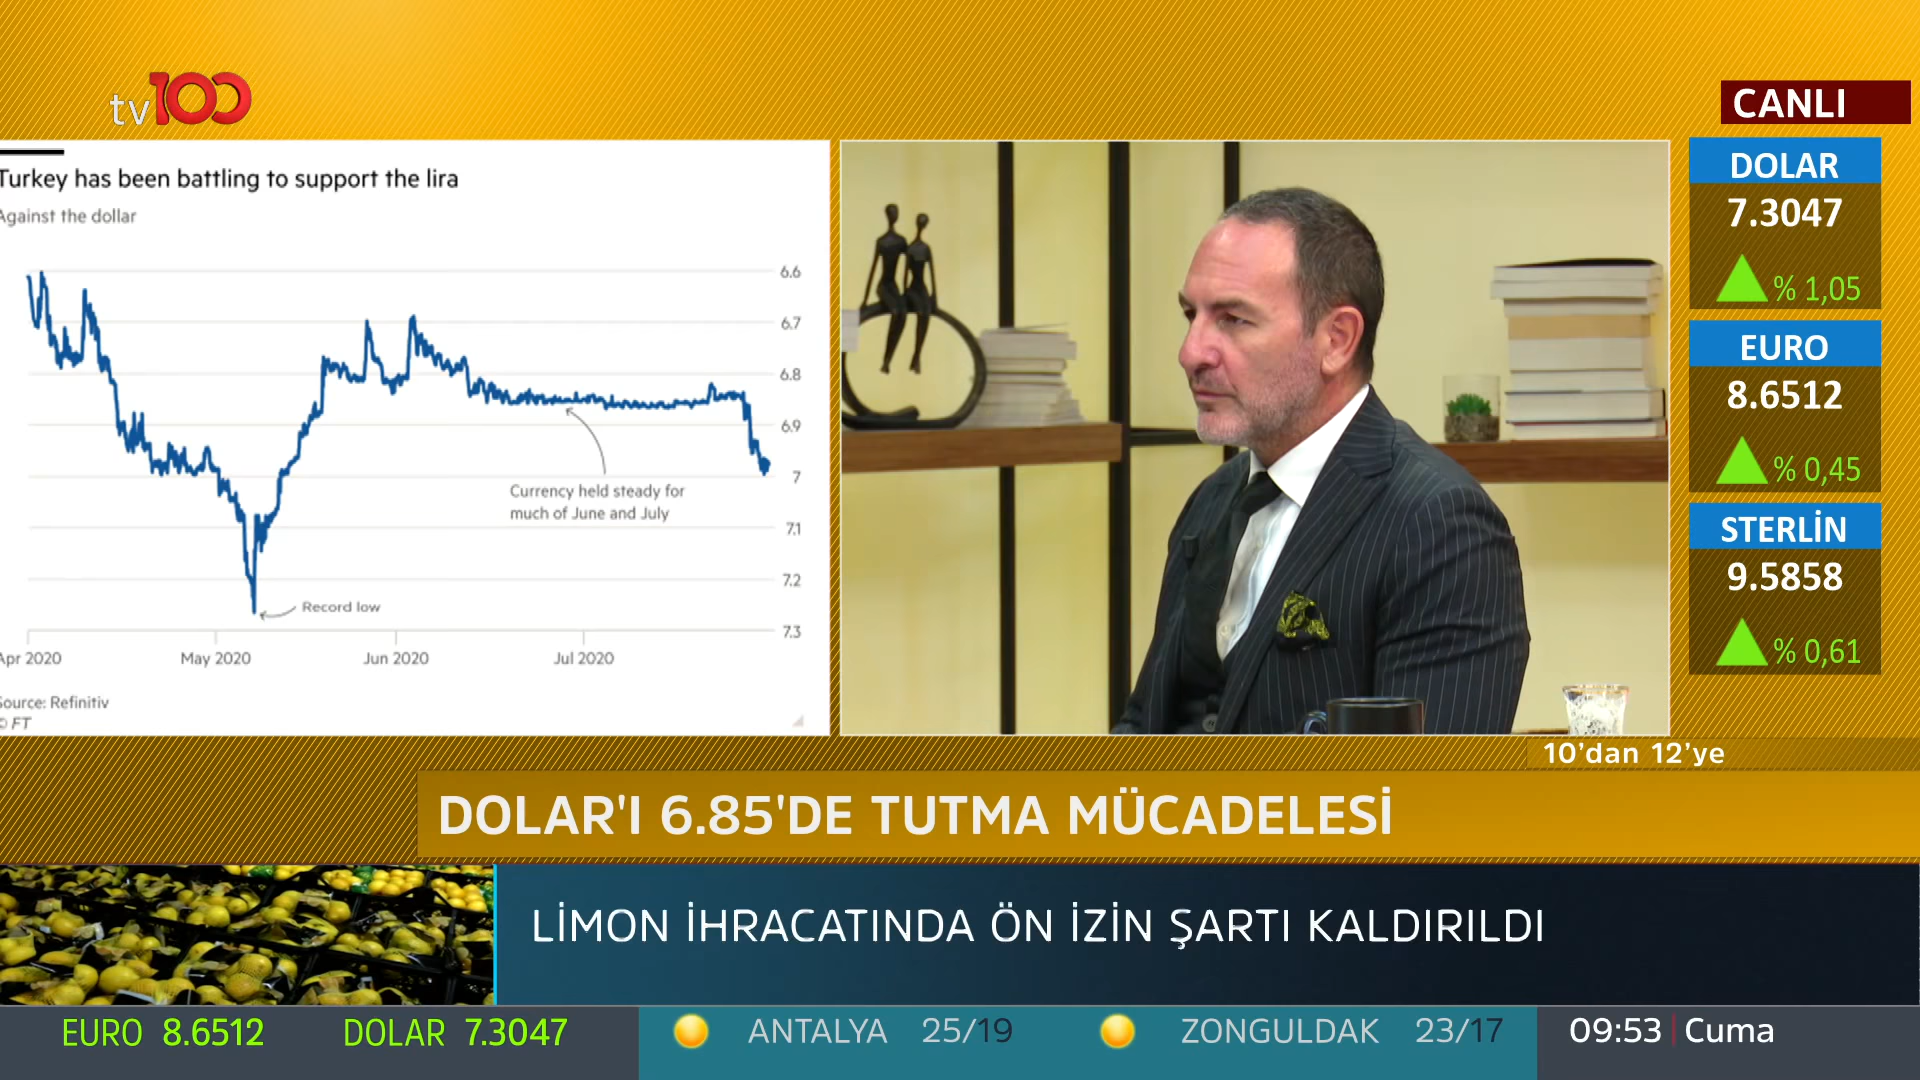 tv100
CANLI
Turkey has been battling to support the lira
Against the dollar
6.6
6.7
6.8
6.9
7
7.1
7.2
7.3
Currency held steady for
much of June and July
Record low
Apr 2020 May 2020 Jun 2020 Jul 2020
Source: Refinitiv
© FT
DOLAR
7.3047
% 1,05
EURO
8.6512
% 0,45
STERLİN
9.5858
% 0,61
10'dan 12'ye
DOLAR'I 6.85'DE TUTMA MÜCADELESİ
LİMON İHRACATINDA ÖN İZİN ŞARTI KALDIRILDI
EURO 8.6512 DOLAR 7.3047 ANTALYA 25/19 ZONGULDAK 23/17 09:53 Cuma